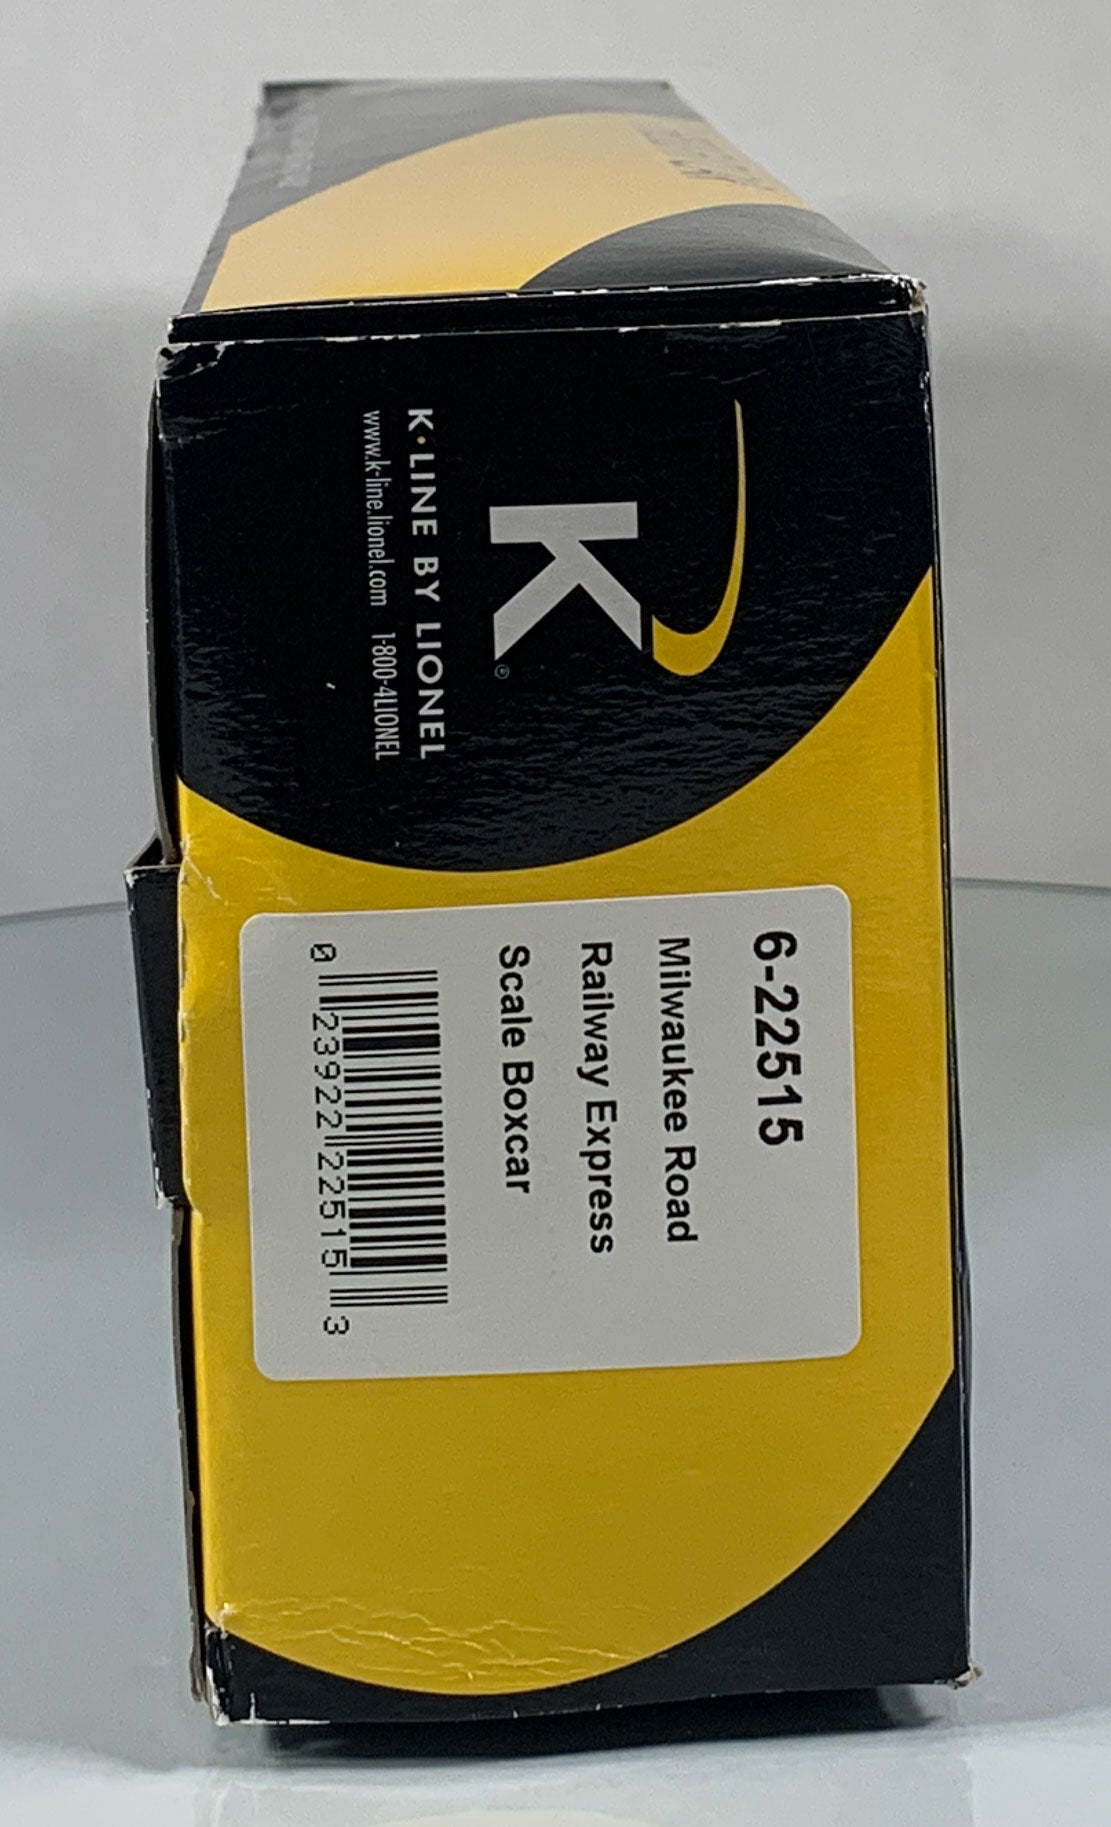 K
®
K·LINE BY LIONEL
www.k-line.lionel.com 1-800-4LIONEL
6-22515
Milwaukee Road
Railway Express
Scale Boxcar
0 23922 22515 3